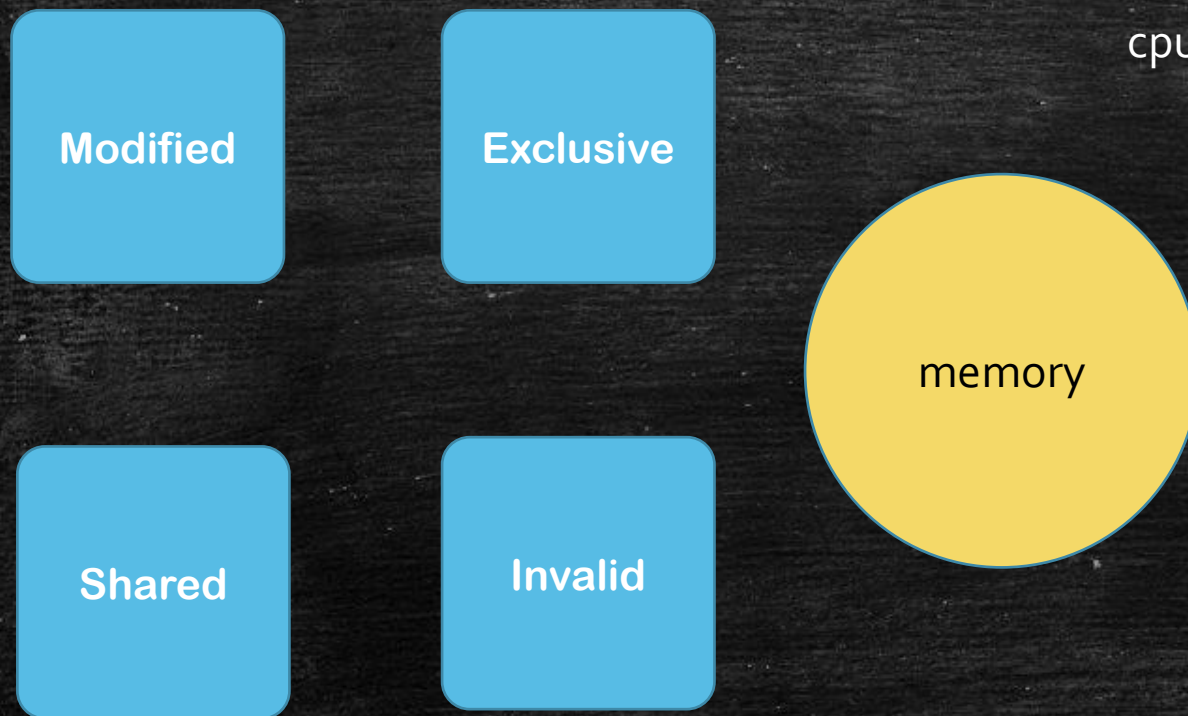 Modified
Exclusive
cpu
memory
Shared
Invalid